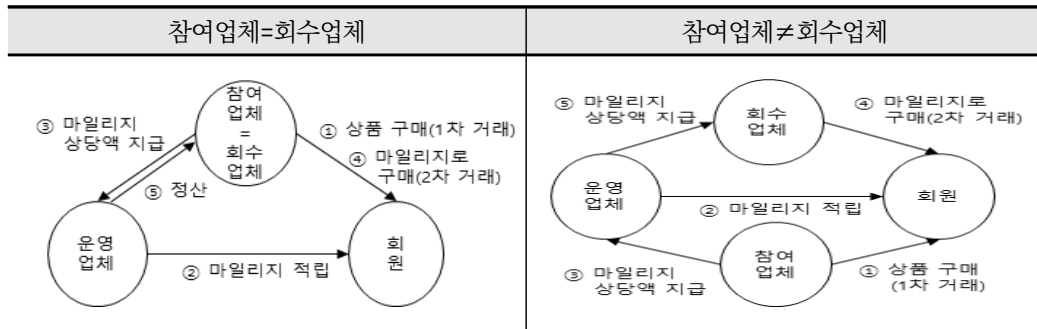 참여업체=회수업체
참여업체≠회수업체
참여
업체
=
회수
업체
③ 마일리지
상당액 지급
① 상품 구매(1차 거래)
④ 마일리지로
구매(2차 거래)
⑤ 정산
운영
업체
② 마일리지 적립
회
원
⑤ 마일리지
상당액 지급
회수
업체
④ 마일리지로
구매(2차 거래)
운영
업체
② 마일리지 적립
회원
③ 마일리지
상당액 지급
참여
업체
① 상품 구매
(1차 거래)